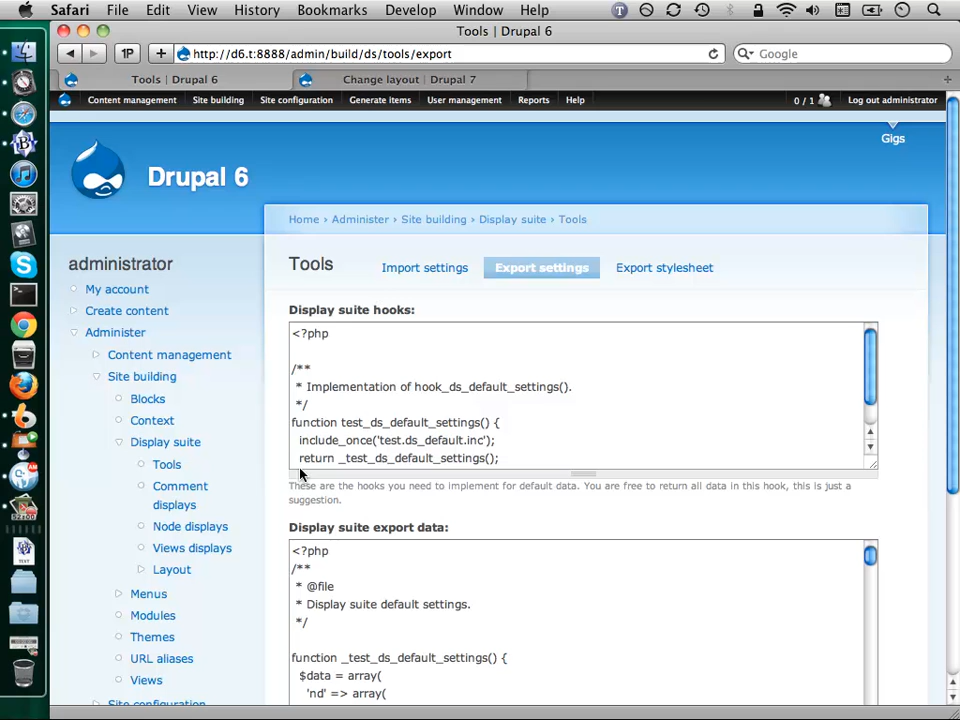 Safari File Edit View History Bookmarks Develop Window Help
Tools | Drupal 6
1P + http://d6.t:8888/admin/build/ds/tools/export Google
Tools | Drupal 6 Change layout | Drupal 7
Content management Site building Site configuration Generate items User management Reports Help 0 / 1 Log out administrator
Gigs
Drupal 6
Home › Administer › Site building › Display suite › Tools
administrator
My account
Create content
Administer
Content management
Site building
Blocks
Context
Display suite
Tools
Comment
displays
Node displays
Views displays
Layout
Menus
Modules
Themes
URL aliases
Views
Site configuration
Tools Import settings Export settings Export stylesheet
Display suite hooks:
<?php
/**
* Implementation of hook_ds_default_settings().
*/
function test_ds_default_settings() {
include_once('test.ds_default.inc');
return _test_ds_default_settings();
These are the hooks you need to implement for default data. You are free to return all data in this hook, this is just a
suggestion.
Display suite export data:
<?php
/**
* @file
* Display suite default settings.
*/
function _test_ds_default_settings() {
$data = array(
'nd' => array(